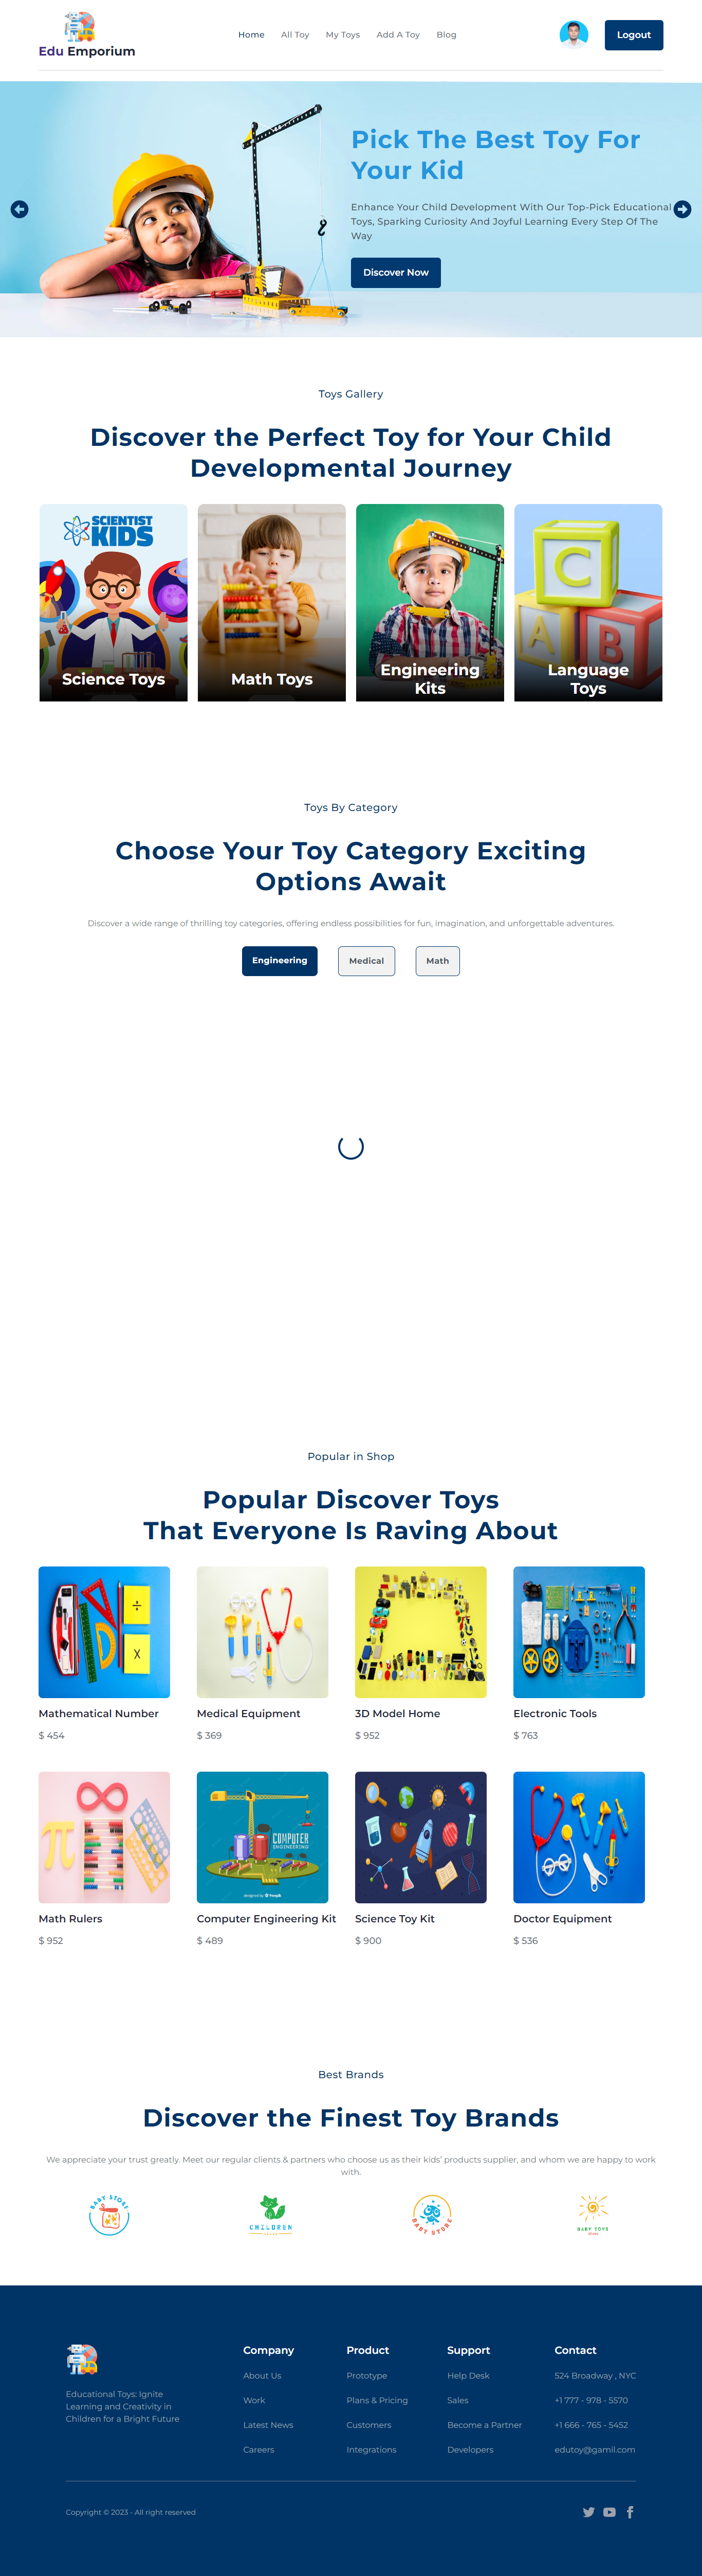 Edu Emporium
Home
All Toy
My Toys
Add A Toy
Blog
Logout
Pick The Best Toy For
Your Kid
Enhance Your Child Development With Our Top-Pick Educational
Toys, Sparking Curiosity And Joyful Learning Every Step Of The
Way
Discover Now
Toys Gallery
Discover the Perfect Toy for Your Child
Developmental Journey
SCIENTIST
KIDS
Science Toys
Math Toys
Engineering
Kits
C
A
B
Language
Toys
Toys By Category
Choose Your Toy Category Exciting
Options Await
Discover a wide range of thrilling toy categories, offering endless possibilities for fun, imagination, and unforgettable adventures.
Engineering
Medical
Math
Popular in Shop
Popular Discover Toys
That Everyone Is Raving About
÷
X
Mathematical Number
$ 454
Medical Equipment
$ 369
3D Model Home
$ 952
Electronic Tools
$ 763
COMPUTER
ENGINEERING
designed by freepik
Math Rulers
$ 952
Computer Engineering Kit
$ 489
Science Toy Kit
$ 900
Doctor Equipment
$ 536
Best Brands
Discover the Finest Toy Brands
We appreciate your trust greatly. Meet our regular clients & partners who choose us as their kids' products supplier, and whom we are happy to work
with.
BABY STORE
CHILDREN
BABY STORE
BABY TOYS
Educational Toys: Ignite
Learning and Creativity in
Children for a Bright Future
Company
About Us
Work
Latest News
Careers
Product
Prototype
Plans & Pricing
Customers
Integrations
Support
Help Desk
Sales
Become a Partner
Developers
Contact
524 Broadway , NYC
+1 777 - 978 - 5570
+1 666 - 765 - 5452
edutoy@gamil.com
Copyright © 2023 - All right reserved